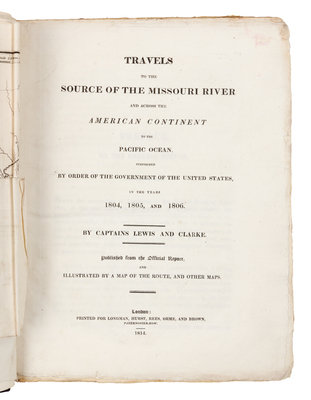 TRAVELS
TO THE
SOURCE OF THE MISSOURI RIVER
AND ACROSS THE
AMERICAN CONTINENT
TO THE
PACIFIC OCEAN.
PERFORMED
BY ORDER OF THE GOVERNMENT OF THE UNITED STATES,
IN THE YEARS
1804, 1805, AND 1806.
BY CAPTAINS LEWIS AND CLARKE.
Published from the Official Report,
AND
ILLUSTRATED BY A MAP OF THE ROUTE, AND OTHER MAPS.
London:
PRINTED FOR LONGMAN, HURST, REES, ORME, AND BROWN,
PATERNOSTER-ROW.
1814.